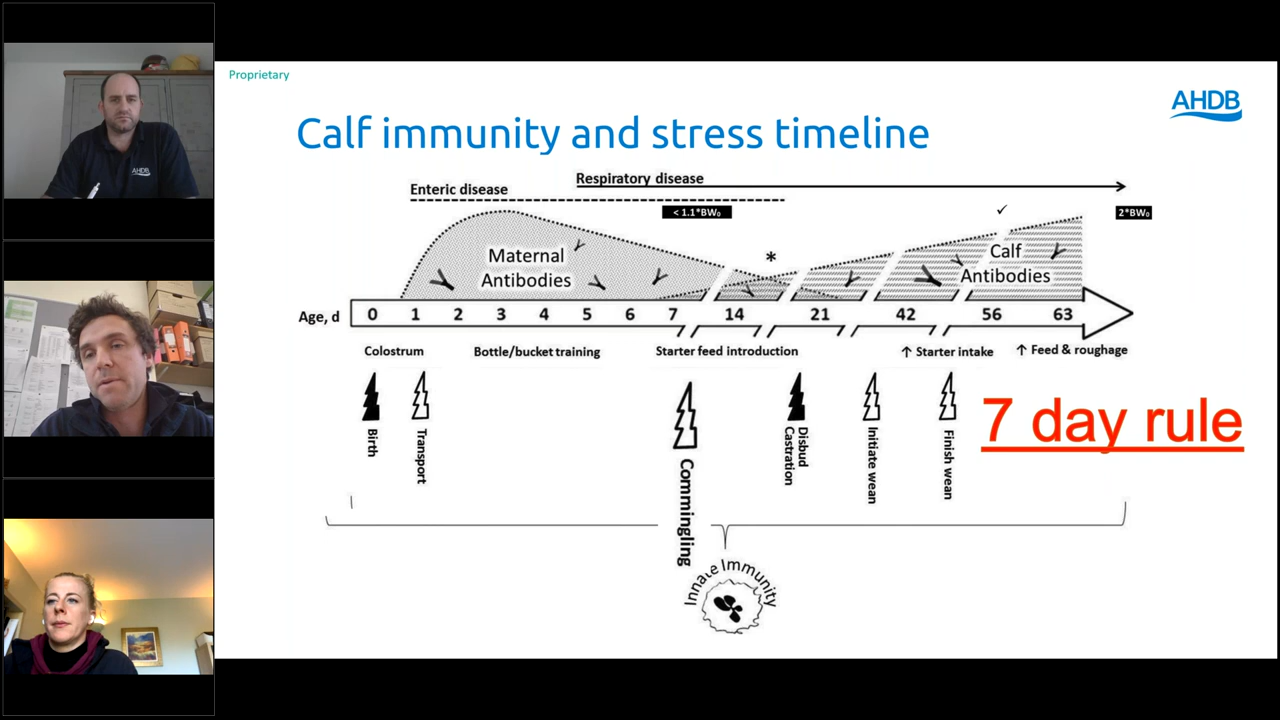 Proprietary
AHDB
Calf immunity and stress timeline
Respiratory disease
Enteric disease
< 1.1*BW₀
✓
2*BW₀
*
Maternal
Antibodies
Calf
Antibodies
Age, d 0 1 2 3 4 5 6 7 14 21 42 56 63
Colostrum Bottle/bucket training Starter feed introduction ↑ Starter intake ↑ Feed & roughage
Birth
Transport
Commingling
Disbud
Castration
Initiate wean
Finish wean
7 day rule
Innate Immunity
AHDB